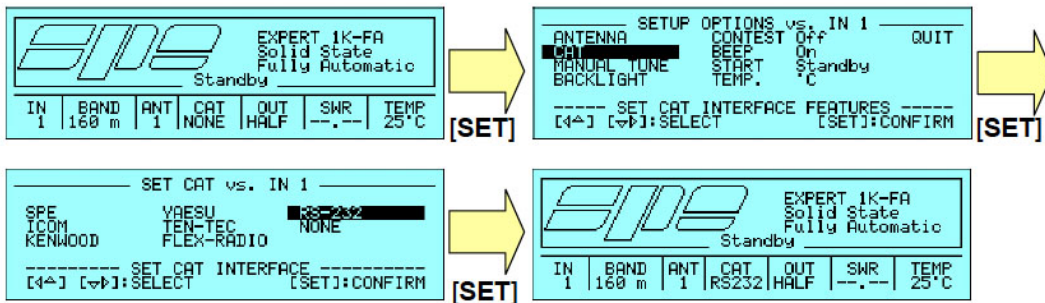 EXPERT 1K-FA
Solid State
Fully Automatic
Standby
IN BAND ANT CAT OUT SWR TEMP
1 160 m 1 NONE HALF --.-- 25°C
[SET]
SETUP OPTIONS vs. IN 1
ANTENNA CONTEST Off QUIT
CAT BEEP On
MANUAL TUNE START Standby
BACKLIGHT TEMP. °C
----- SET CAT INTERFACE FEATURES -----
[◁△] [▽▷]:SELECT [SET]:CONFIRM
[SET]
SET CAT vs. IN 1
SPE YAESU RS-232
ICOM TEN-TEC NONE
KENWOOD FLEX-RADIO
---------- SET CAT INTERFACE ----------
[◁△] [▽▷]:SELECT [SET]:CONFIRM
[SET]
EXPERT 1K-FA
Solid State
Fully Automatic
Standby
IN BAND ANT CAT OUT SWR TEMP
1 160 m 1 RS232 HALF --.-- 25°C